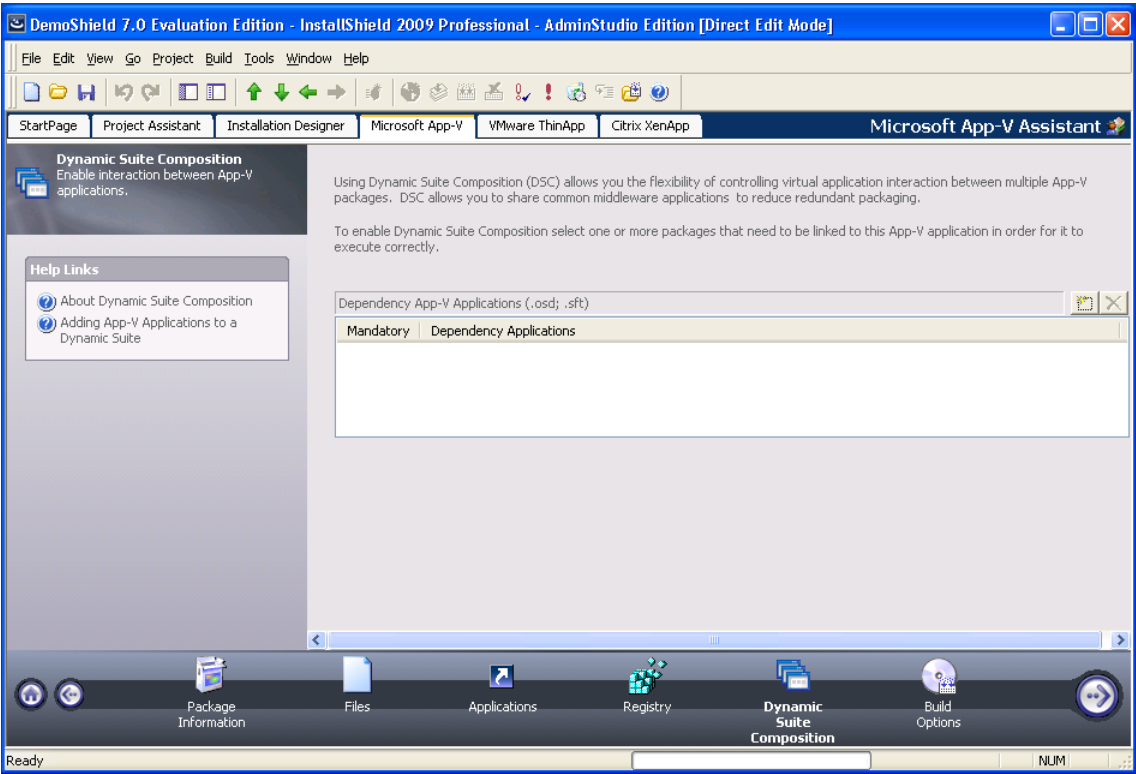 DemoShield 7.0 Evaluation Edition - InstallShield 2009 Professional - AdminStudio Edition [Direct Edit Mode]
File Edit View Go Project Build Tools Window Help
StartPage Project Assistant Installation Designer Microsoft App-V VMware ThinApp Citrix XenApp Microsoft App-V Assistant
Dynamic Suite Composition
Enable interaction between App-V
applications.
Help Links
About Dynamic Suite Composition
Adding App-V Applications to a
Dynamic Suite
Using Dynamic Suite Composition (DSC) allows you the flexibility of controlling virtual application interaction between multiple App-V
packages. DSC allows you to share common middleware applications to reduce redundant packaging.
To enable Dynamic Suite Composition select one or more packages that need to be linked to this App-V application in order for it to
execute correctly.
Dependency App-V Applications (.osd; .sft)
Mandatory Dependency Applications
Package
Information
Files
Applications
Registry
Dynamic
Suite
Composition
Build
Options
Ready NUM